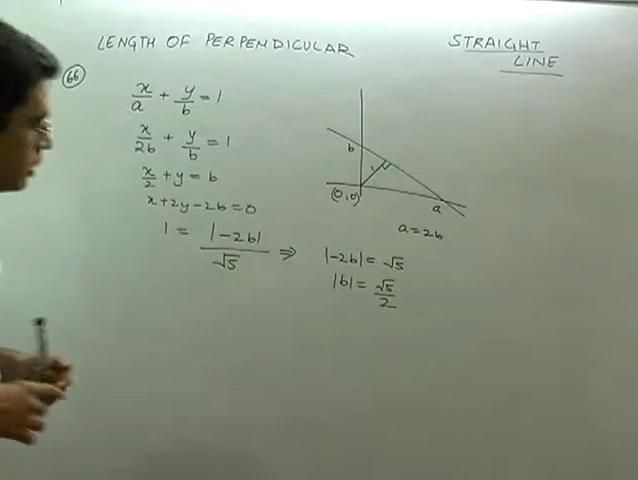 LENGTH OF PERPENDICULAR
STRAIGHT
LINE
66
x/a + y/b = 1
x/2b + y/b = 1
x/2 + y = b
x+2y-2b=0
1 = |-2b|/√5 ⇒ |-2b| = √5
|b| = √5/2
b
1
(0,0)
a
a=2b